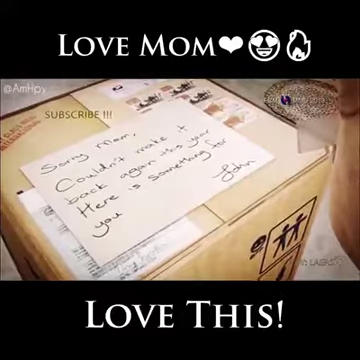 LOVE MOM❤😍🔥
@AmHpy
SUBSCRIBE !!!
Sorry Mom,
Couldn't make it
back again this year
Here is something for
you
John
LOVE THIS!